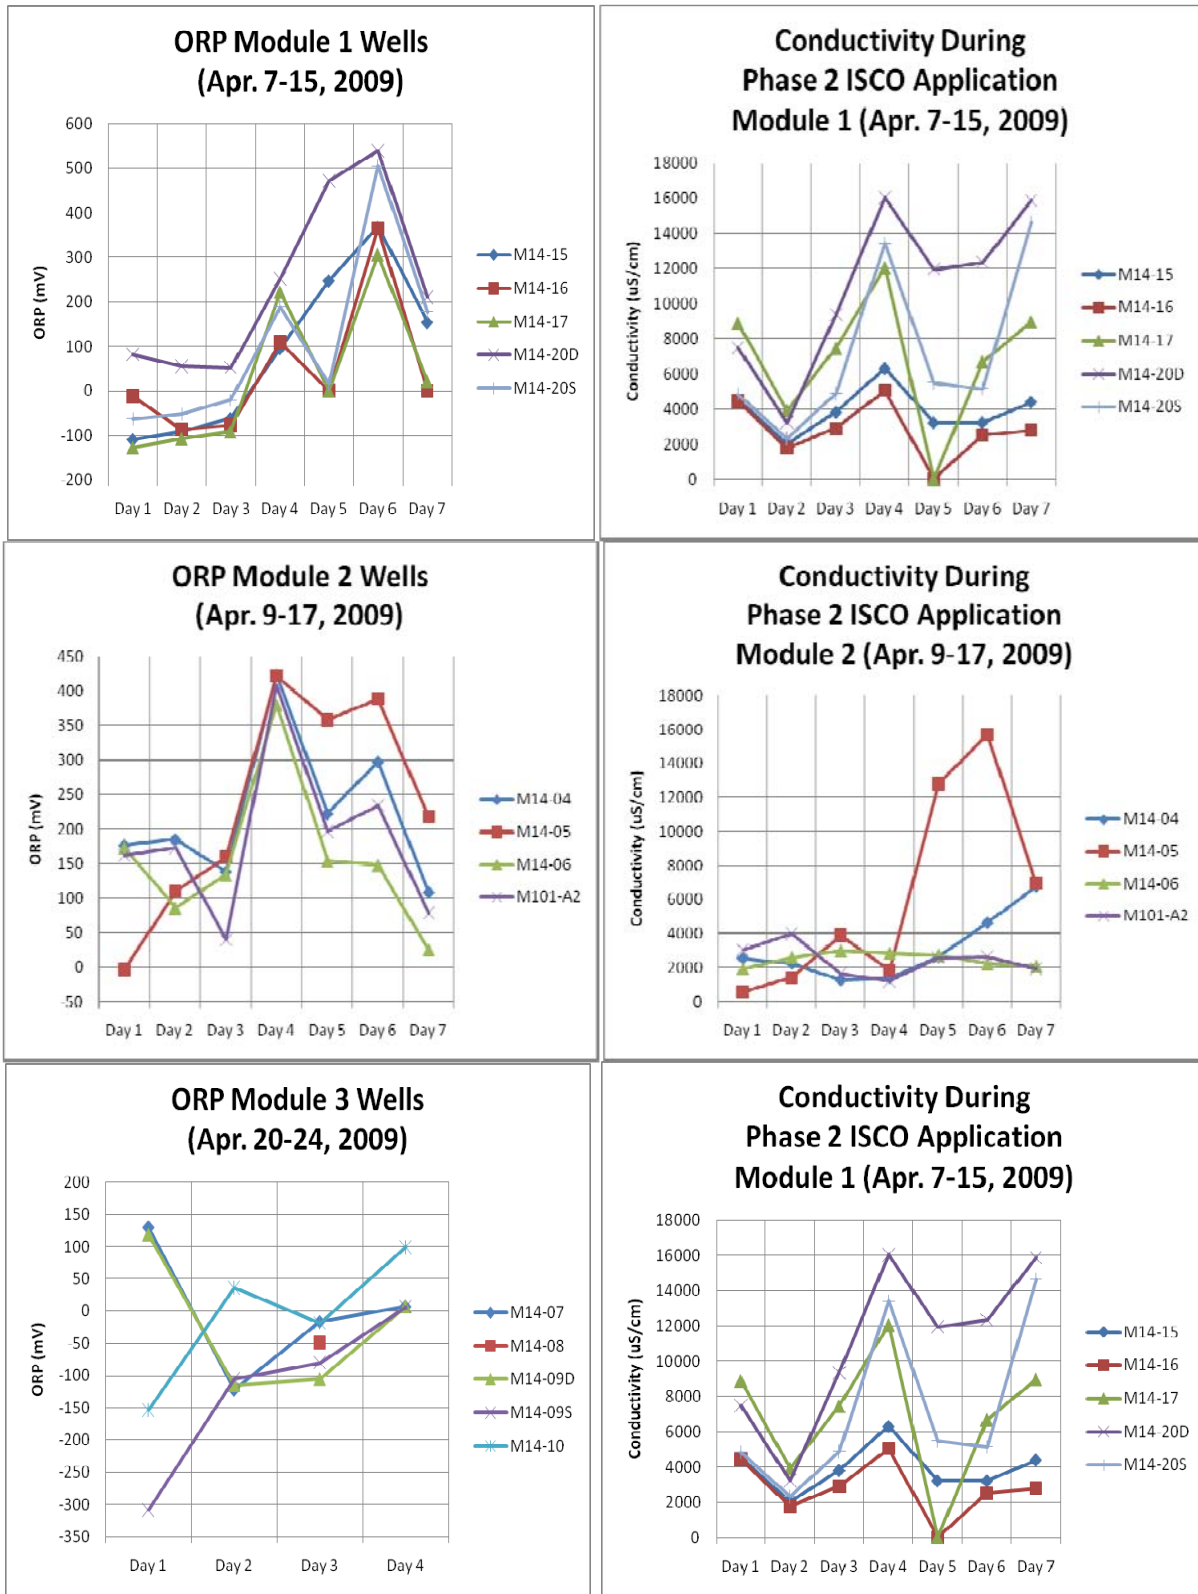 ORP Module 1 Wells
(Apr. 7-15, 2009)
600
500
400
300
200
100
0
-100
-200
ORP (mV)
Day 1 Day 2 Day 3 Day 4 Day 5 Day 6 Day 7
M14-15
M14-16
M14-17
M14-20D
M14-20S
Conductivity During
Phase 2 ISCO Application
Module 1 (Apr. 7-15, 2009)
18000
16000
14000
12000
10000
8000
6000
4000
2000
0
Conductivity (uS/cm)
Day 1 Day 2 Day 3 Day 4 Day 5 Day 6 Day 7
M14-15
M14-16
M14-17
M14-20D
M14-20S
ORP Module 2 Wells
(Apr. 9-17, 2009)
450
400
350
300
250
200
150
100
50
0
-50
ORP (mV)
Day 1 Day 2 Day 3 Day 4 Day 5 Day 6 Day 7
M14-04
M14-05
M14-06
M101-A2
Conductivity During
Phase 2 ISCO Application
Module 2 (Apr. 9-17, 2009)
18000
16000
14000
12000
10000
8000
6000
4000
2000
0
Conductivity (uS/cm)
Day 1 Day 2 Day 3 Day 4 Day 5 Day 6 Day 7
M14-04
M14-05
M14-06
M101-A2
ORP Module 3 Wells
(Apr. 20-24, 2009)
200
150
100
50
0
-50
-100
-150
-200
-250
-300
-350
ORP (mV)
Day 1 Day 2 Day 3 Day 4
M14-07
M14-08
M14-09D
M14-09S
M14-10
Conductivity During
Phase 2 ISCO Application
Module 1 (Apr. 7-15, 2009)
18000
16000
14000
12000
10000
8000
6000
4000
2000
0
Conductivity (uS/cm)
Day 1 Day 2 Day 3 Day 4 Day 5 Day 6 Day 7
M14-15
M14-16
M14-17
M14-20D
M14-20S